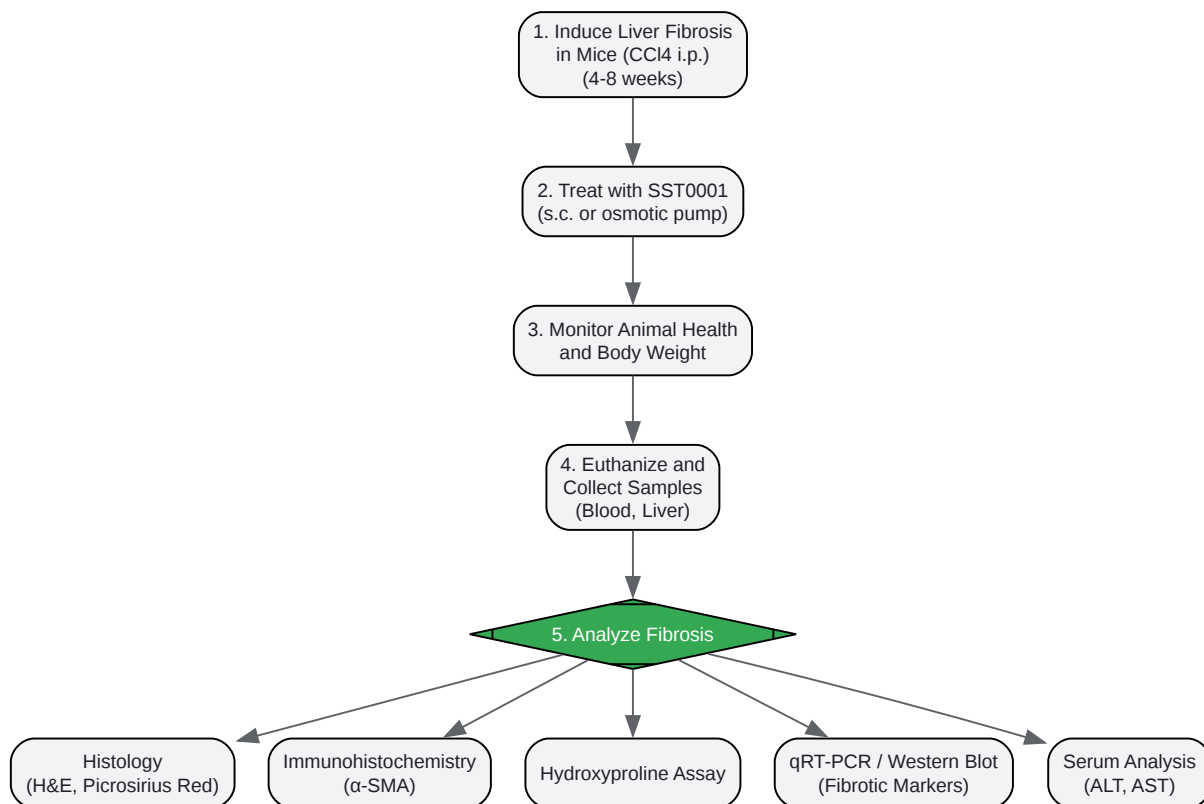 1. Induce Liver Fibrosis
in Mice (CCl4 i.p.)
(4-8 weeks)
2. Treat with SST0001
(s.c. or osmotic pump)
3. Monitor Animal Health
and Body Weight
4. Euthanize and
Collect Samples
(Blood, Liver)
5. Analyze Fibrosis
Histology
(H&E, Picrosirius Red)
Immunohistochemistry
(α-SMA)
Hydroxyproline Assay
qRT-PCR / Western Blot
(Fibrotic Markers)
Serum Analysis
(ALT, AST)